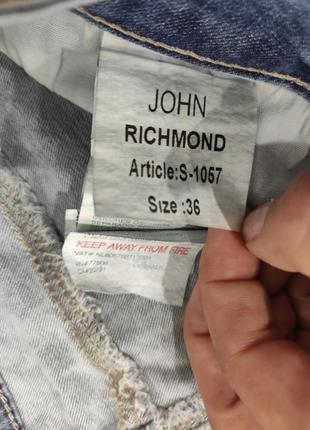 JOHN
RICHMOND
Article:S-1067
Size :36
KEEP AWAY FROM FIRE